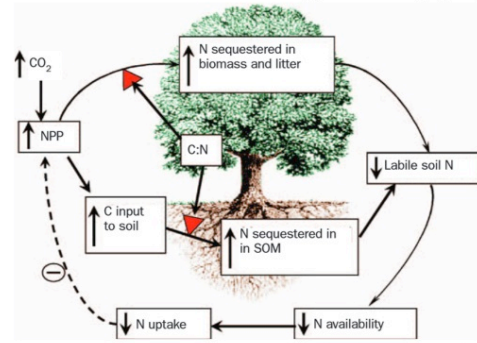 N sequestered in
biomass and litter
CO2
NPP
C:N
Labile soil N
C input
to soil
N sequestered in
in SOM
N uptake
N availability